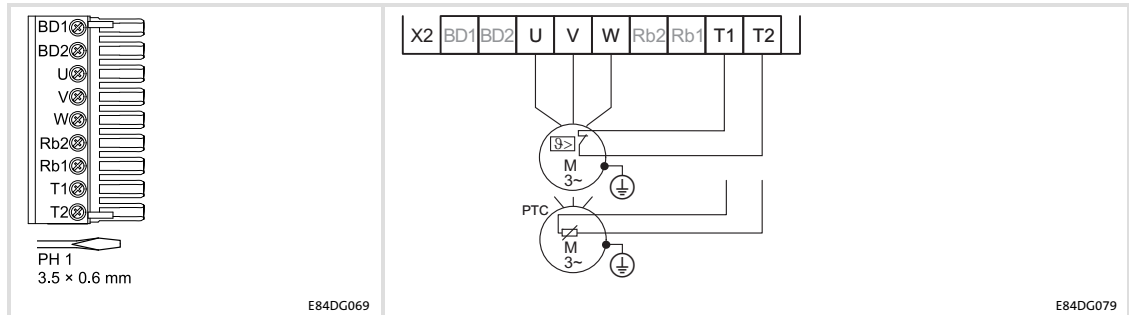 BD1
BD2
U
V
W
Rb2
Rb1
T1
T2
PH 1
3.5 × 0.6 mm
E84DG069
X2 BD1 BD2 U V W Rb2 Rb1 T1 T2
ϑ>
M
3~
PTC
M
3~
E84DG079